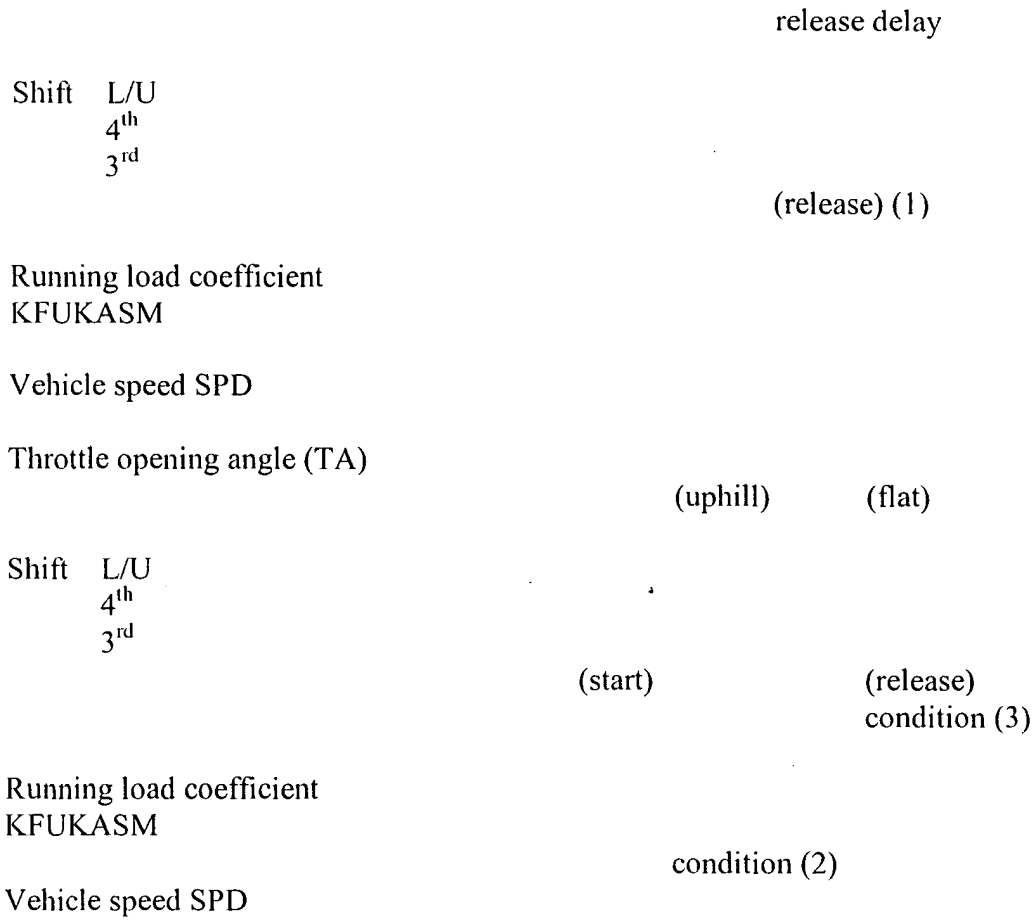 release delay
Shift L/U
4th
3rd
(release) (1)
Running load coefficient
KFUKASM
Vehicle speed SPD
Throttle opening angle (TA)
(uphill) (flat)
Shift L/U
4th
3rd
(start) (release)
condition (3)
Running load coefficient
KFUKASM
condition (2)
Vehicle speed SPD